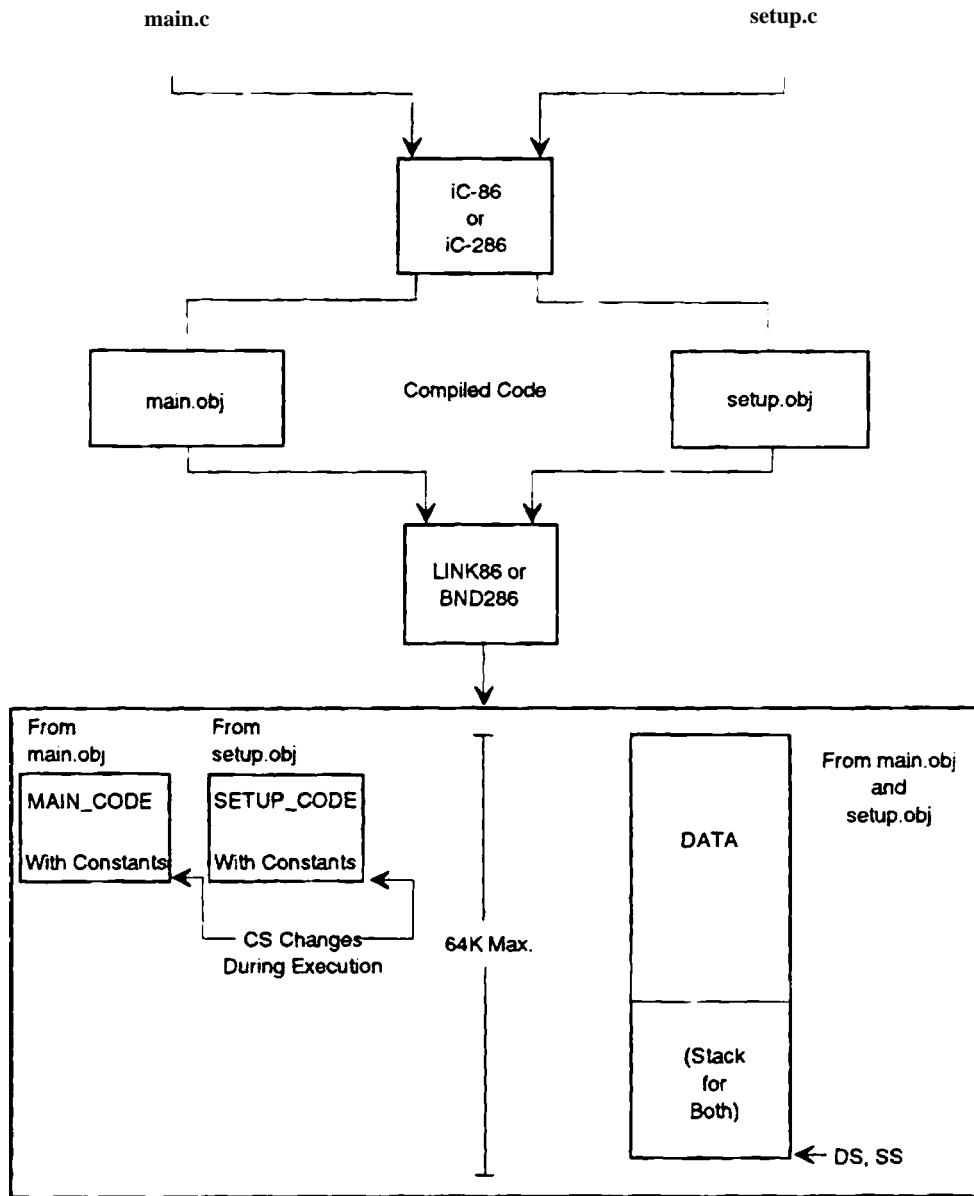 main.c
setup.c
iC-86
or
iC-286
main.obj
Compiled Code
setup.obj
LINK86 or
BND286
From
main.obj
From
setup.obj
MAIN_CODE
With Constants
SETUP_CODE
With Constants
CS Changes
During Execution
64K Max.
DATA
(Stack
for
Both)
From main.obj
and
setup.obj
DS, SS